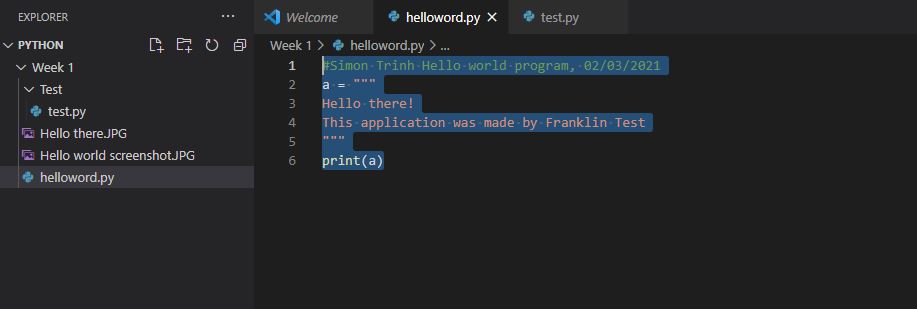 EXPLORER
PYTHON
Week 1
Test
test.py
Hello there.JPG
Hello world screenshot.JPG
helloword.py
Welcome
helloword.py
test.py
Week 1 > helloword.py > ...
1 #Simon Trinh Hello world program, 02/03/2021
2 a = """
3 Hello there!
4 This application was made by Franklin Test
5 """
6 print(a)